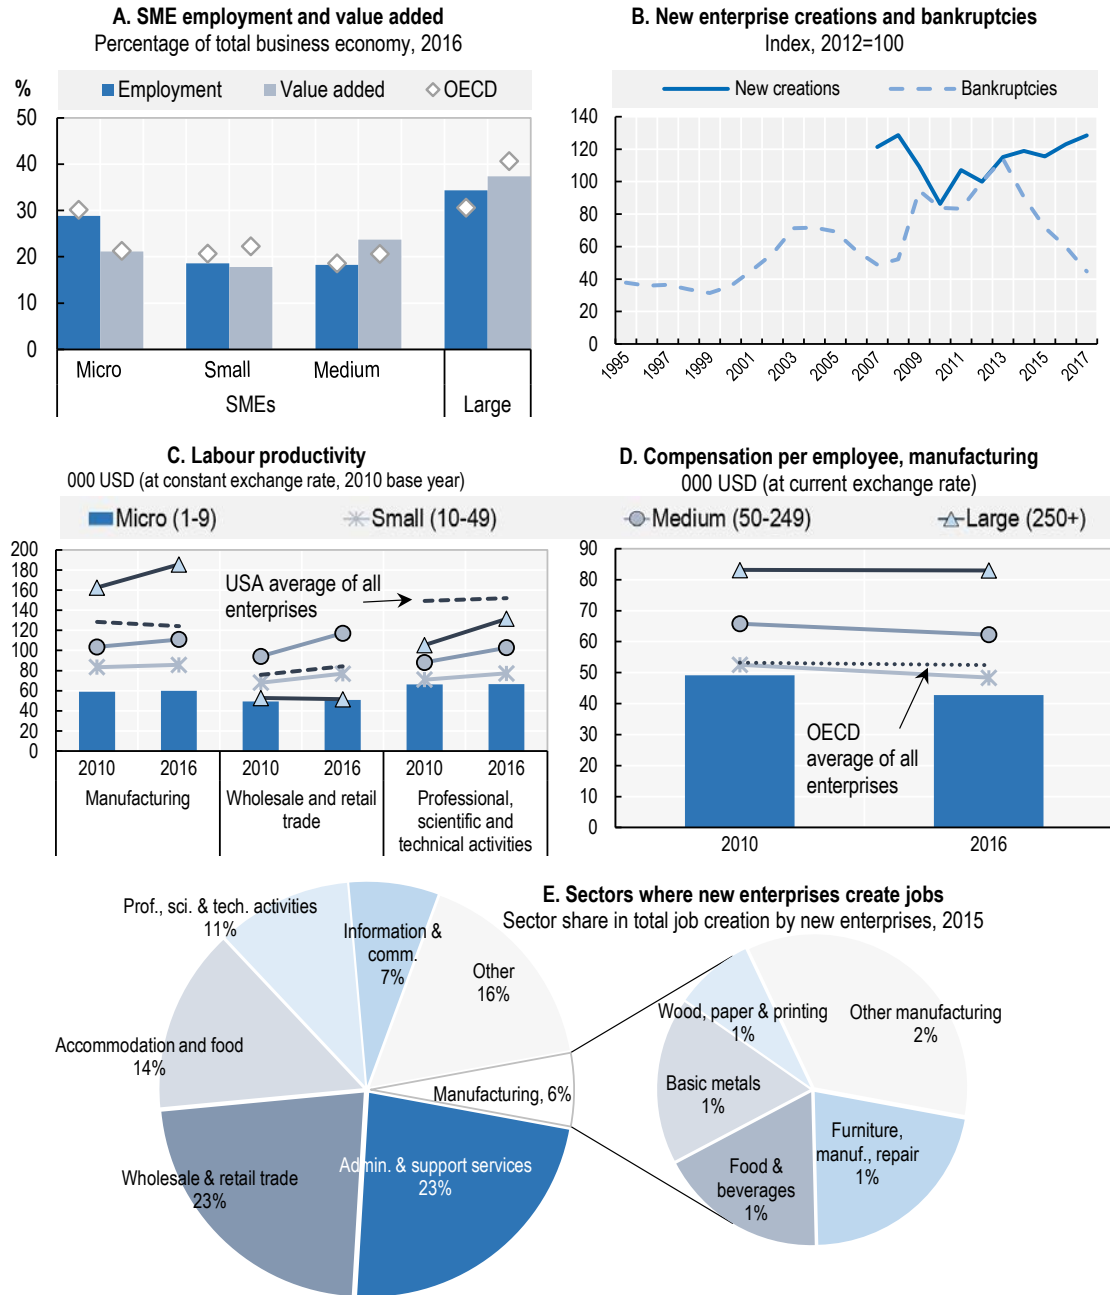 A. SME employment and value added
Percentage of total business economy, 2016
%
Employment
Value added
OECD
50
40
30
20
10
0
Micro
Small
Medium
SMEs
Large
B. New enterprise creations and bankruptcies
Index, 2012=100
New creations
Bankruptcies
140
120
100
80
60
40
20
0
1995
1997
1999
2001
2003
2005
2007
2009
2011
2013
2015
2017
C. Labour productivity
000 USD (at constant exchange rate, 2010 base year)
D. Compensation per employee, manufacturing
000 USD (at current exchange rate)
Micro (1-9)
Small (10-49)
Medium (50-249)
Large (250+)
200
180
160
140
120
100
80
60
40
20
0
USA average of all
enterprises
2010
2016
2010
2016
2010
2016
Manufacturing
Wholesale and retail
trade
Professional,
scientific and
technical activities
90
80
70
60
50
40
30
20
10
0
OECD
average of all
enterprises
2010
2016
E. Sectors where new enterprises create jobs
Sector share in total job creation by new enterprises, 2015
Prof., sci. & tech. activities
11%
Information &
comm.
7%
Other
16%
Accommodation and food
14%
Manufacturing, 6%
Wholesale & retail trade
23%
Admin. & support services
23%
Wood, paper & printing
1%
Other manufacturing
2%
Basic metals
1%
Furniture,
manuf., repair
1%
Food &
beverages
1%